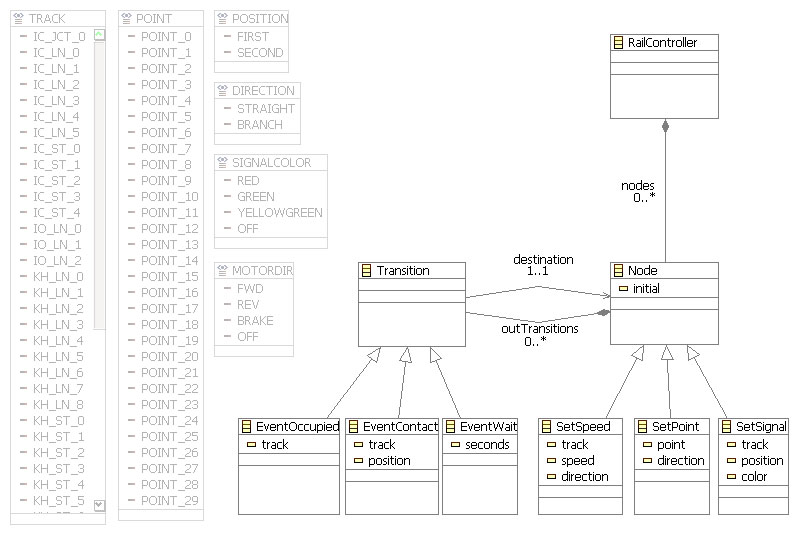 TRACK
IC_JCT_0
IC_LN_0
IC_LN_1
IC_LN_2
IC_LN_3
IC_LN_4
IC_LN_5
IC_ST_0
IC_ST_1
IC_ST_2
IC_ST_3
IC_ST_4
IO_LN_0
IO_LN_1
IO_LN_2
KH_LN_0
KH_LN_1
KH_LN_2
KH_LN_3
KH_LN_4
KH_LN_5
KH_LN_6
KH_LN_7
KH_LN_8
KH_ST_0
KH_ST_1
KH_ST_2
KH_ST_3
KH_ST_4
KH_ST_5
POINT
POINT_0
POINT_1
POINT_2
POINT_3
POINT_4
POINT_5
POINT_6
POINT_7
POINT_8
POINT_9
POINT_10
POINT_11
POINT_12
POINT_13
POINT_14
POINT_15
POINT_16
POINT_17
POINT_18
POINT_19
POINT_20
POINT_21
POINT_22
POINT_23
POINT_24
POINT_25
POINT_26
POINT_27
POINT_28
POINT_29
POSITION
FIRST
SECOND
DIRECTION
STRAIGHT
BRANCH
SIGNALCOLOR
RED
GREEN
YELLOWGREEN
OFF
MOTORDIR
FWD
REV
BRAKE
OFF
RailController
nodes
0..*
Transition
destination
1..1
outTransitions
0..*
Node
initial
EventOccupied
track
EventContact
track
position
EventWait
seconds
SetSpeed
track
speed
direction
SetPoint
point
direction
SetSignal
track
position
color